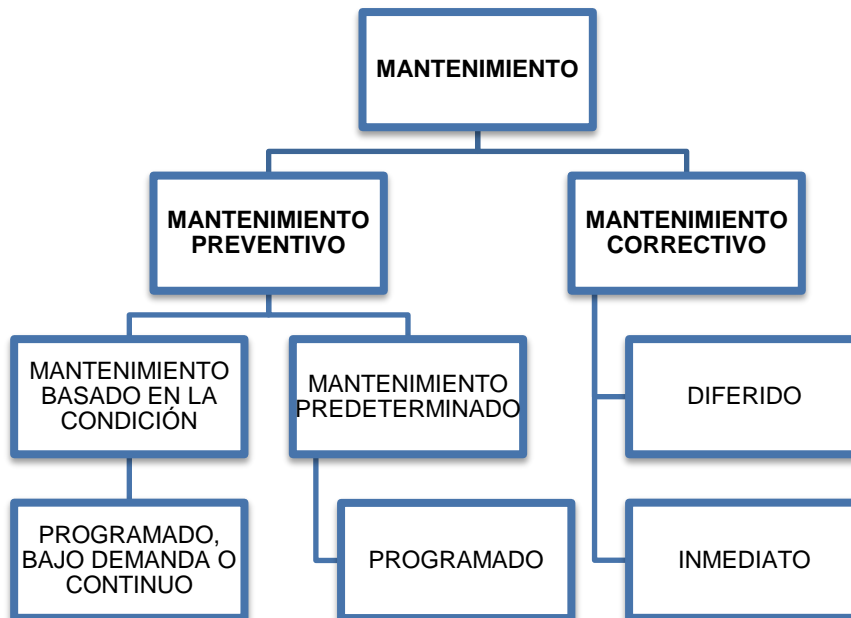 MANTENIMIENTO
MANTENIMIENTO
PREVENTIVO
MANTENIMIENTO
CORRECTIVO
MANTENIMIENTO
BASADO EN LA
CONDICIÓN
MANTENIMIENTO
PREDETERMINADO
DIFERIDO
PROGRAMADO,
BAJO DEMANDA O
CONTINUO
PROGRAMADO
INMEDIATO